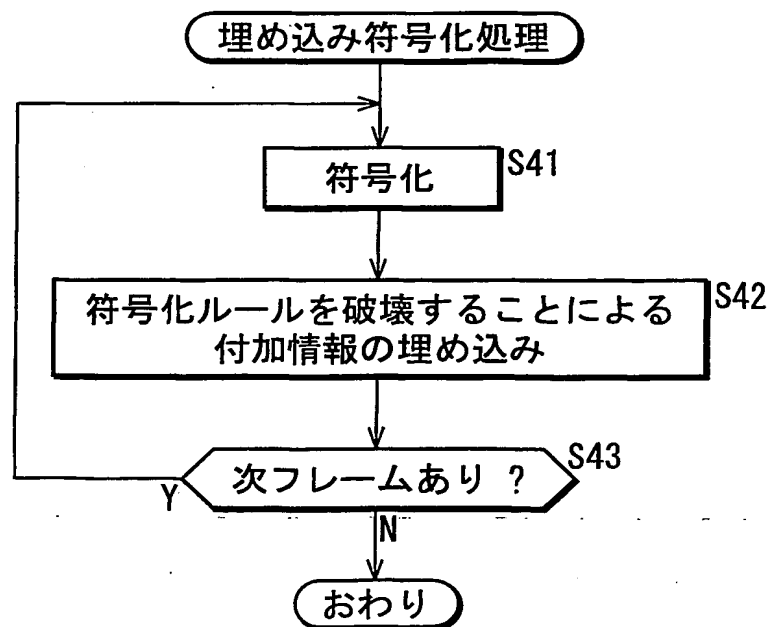 埋め込み符号化処理
符号化
S41
符号化ルールを破壊することによる
付加情報の埋め込み
S42
次フレームあり ?
S43
Y
N
おわり